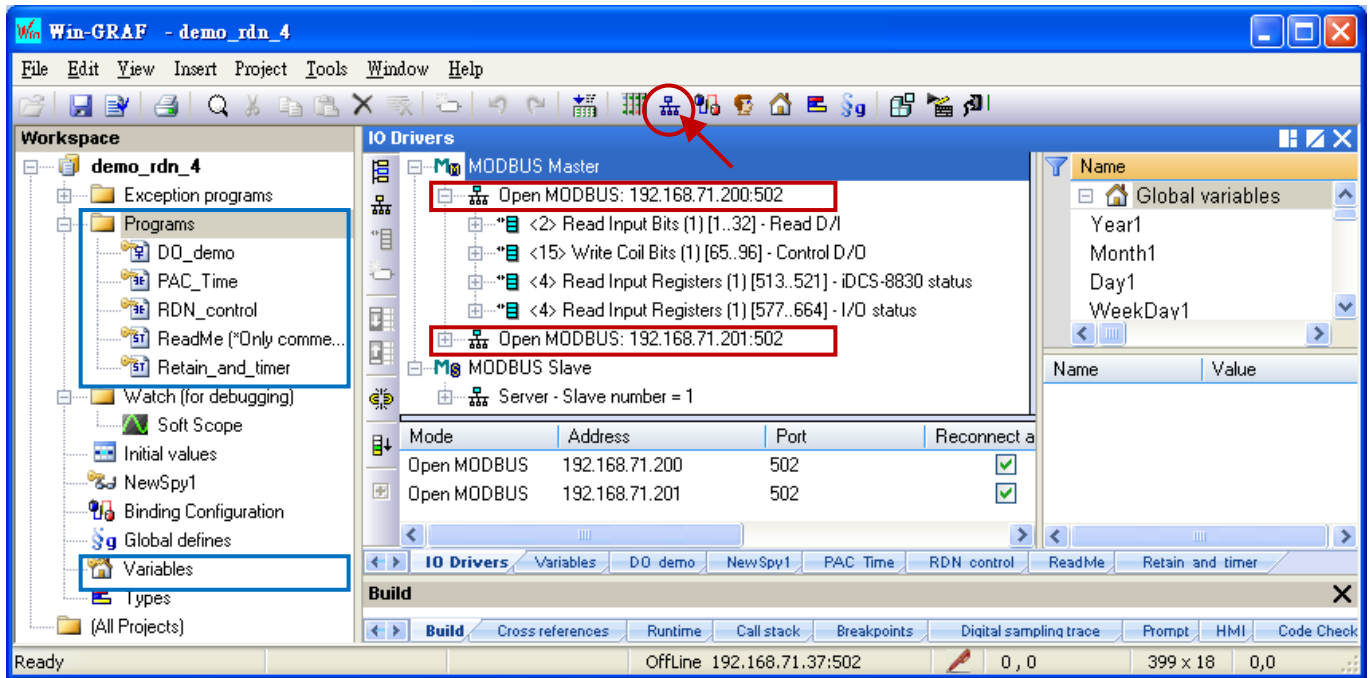 Win-GRAF - demo_rdn_4
File Edit View Insert Project Tools Window Help
Workspace
demo_rdn_4
Exception programs
Programs
DO_demo
PAC_Time
RDN_control
ReadMe (*Only comme...
Retain_and_timer
Watch (for debugging)
Soft Scope
Initial values
NewSpy1
Binding Configuration
Global defines
Variables
Types
(All Projects)
IO Drivers
MODBUS Master
Open MODBUS: 192.168.71.200:502
<2> Read Input Bits (1) [1..32] - Read D/I
<15> Write Coil Bits (1) [65..96] - Control D/O
<4> Read Input Registers (1) [513..521] - iDCS-8830 status
<4> Read Input Registers (1) [577..664] - I/O status
Open MODBUS: 192.168.71.201:502
MODBUS Slave
Server - Slave number = 1
Mode Address Port Reconnect a
Open MODBUS 192.168.71.200 502
Open MODBUS 192.168.71.201 502
Name
Global variables
Year1
Month1
Day1
WeekDay1
Name Value
IO Drivers Variables DO demo NewSpy1 PAC Time RDN control ReadMe Retain and timer
Build
Build Cross references Runtime Call stack Breakpoints Digital sampling trace Prompt HMI Code Check
Ready OffLine 192.168.71.37:502 0 , 0 399 x 18 0,0